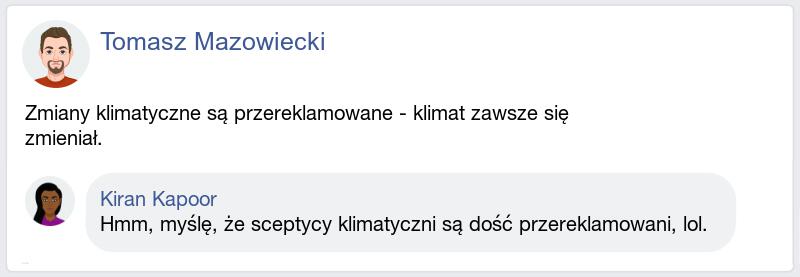 Tomasz Mazowiecki
Zmiany klimatyczne są przereklamowane - klimat zawsze się
zmieniał.
Kiran Kapoor
Hmm, myślę, że sceptycy klimatyczni są dość przereklamowani, lol.